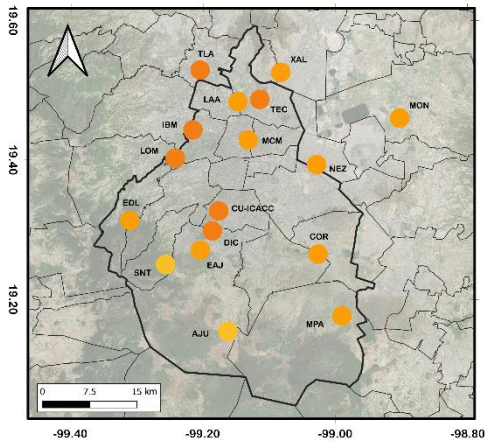 19.60
19.40
19.20
TLA
XAL
LAA
TEC
MON
IBM
MCM
LOM
NEZ
EDL
CU-ICACC
DIC
COR
EAJ
SNT
AJU
MPA
0 7.5 15 km
-99.40 -99.20 -99.00 -98.80